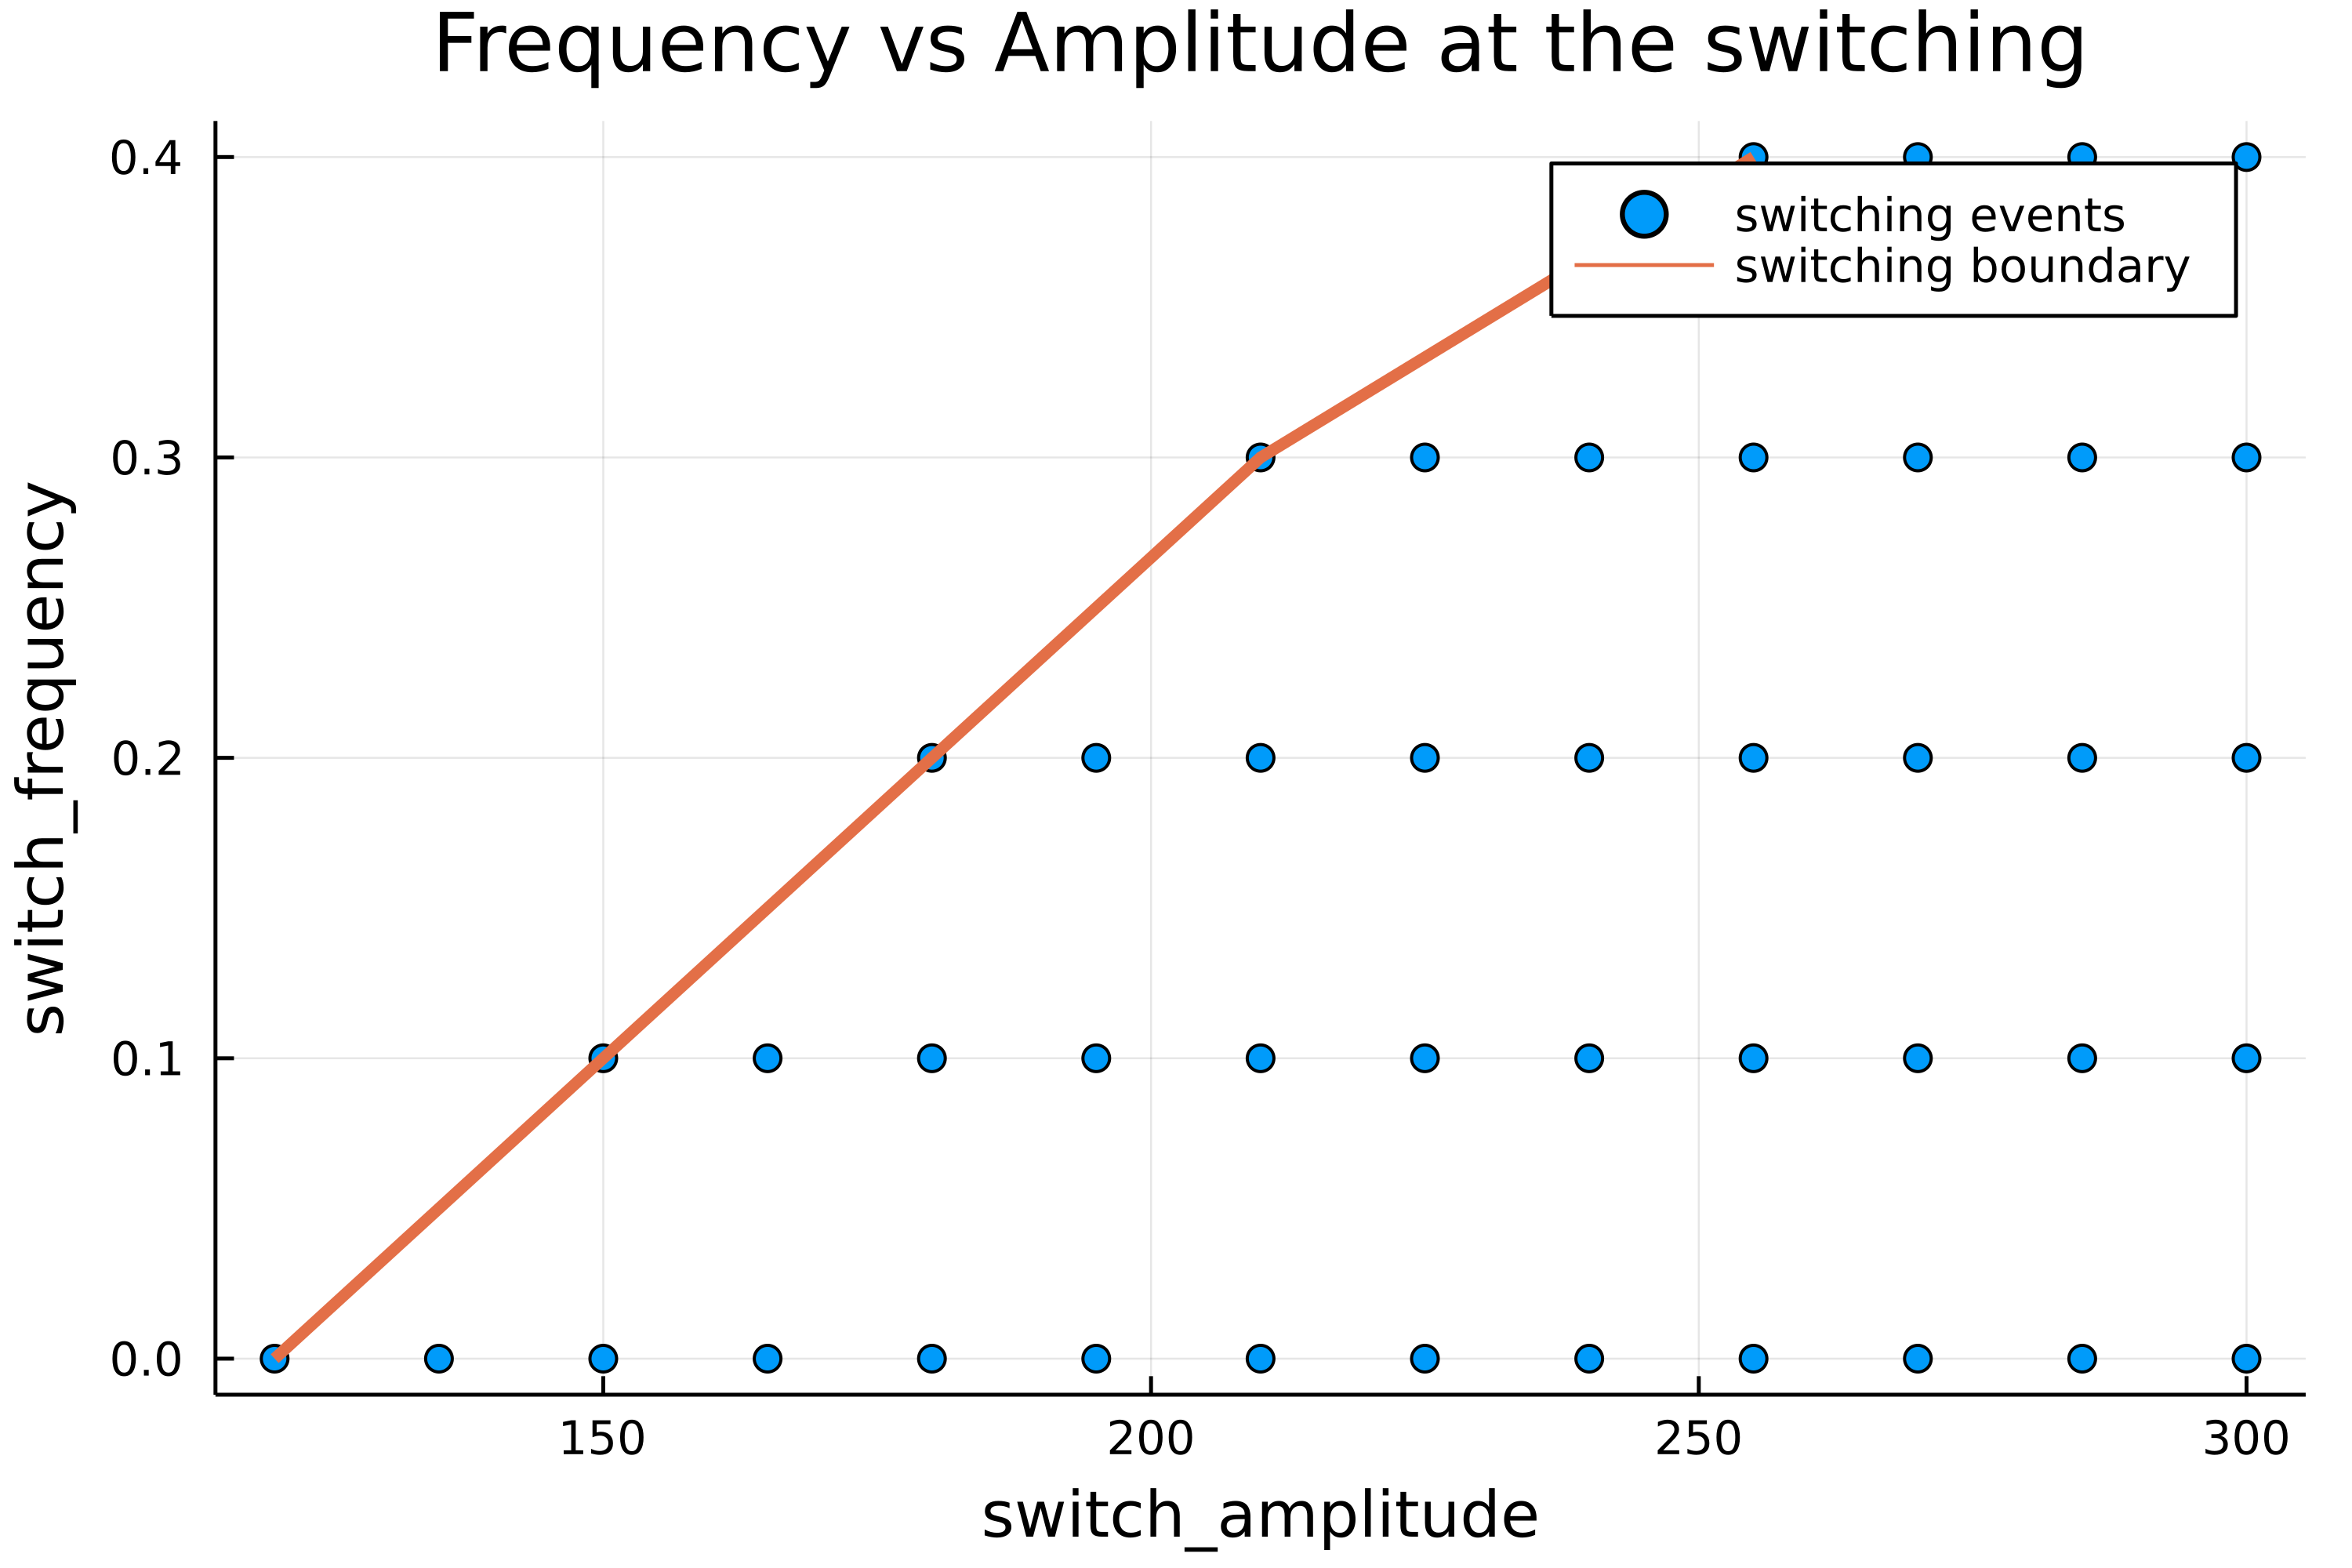 Frequency vs Amplitude at the switching
switch_frequency
0.4
0.3
0.2
0.1
0.0
switching events
switching boundary
150 200 250 300
switch_amplitude